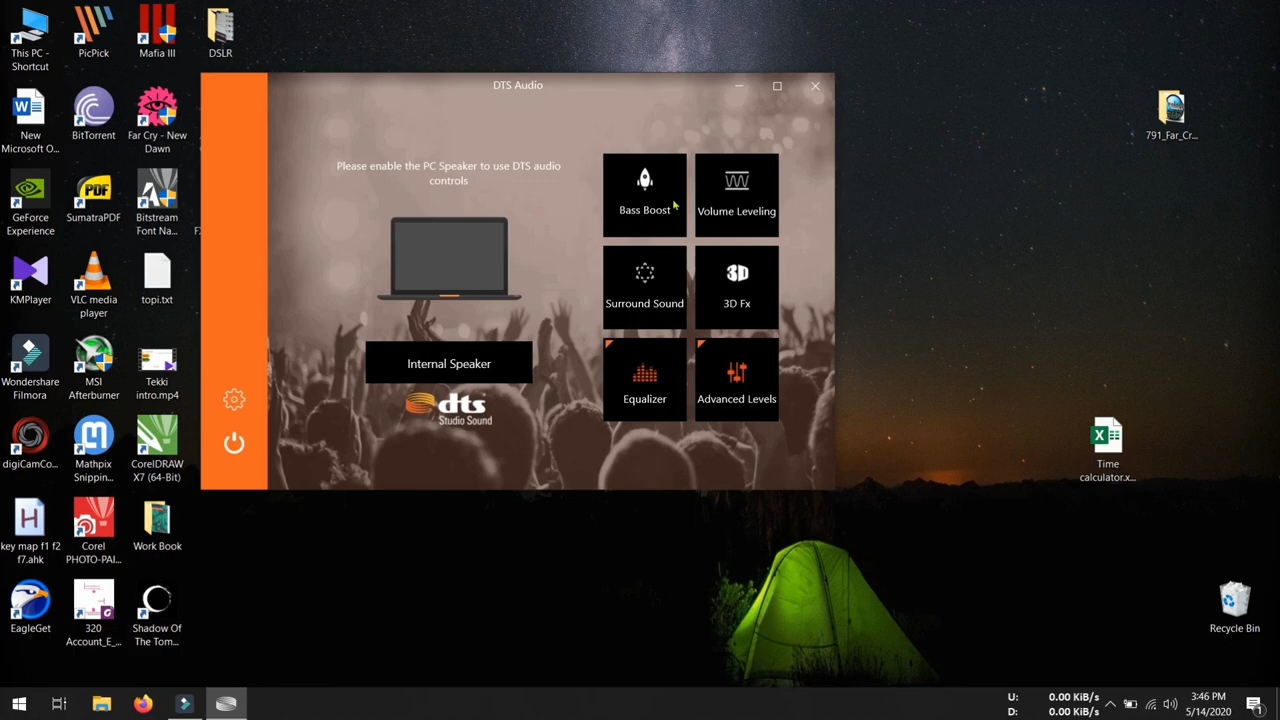 This PC -
Shortcut
PicPick
Mafia III
DSLR
New
Microsoft O...
BitTorrent
Far Cry - New
Dawn
GeForce
Experience
SumatraPDF
Bitstream
Font Na...
KMPlayer
VLC media
player
topi.txt
Wondershare
Filmora
MSI
Afterburner
Tekki
intro.mp4
digiCamCo...
Mathpix
Snippin...
CorelDRAW
X7 (64-Bit)
key map f1 f2
f7.ahk
Corel
PHOTO-PAI...
Work Book
EagleGet
320
Account_E_...
Shadow Of
The Tom...
DTS Audio
Please enable the PC Speaker to use DTS audio
controls
Internal Speaker
dts
Studio Sound
Bass Boost
Volume Leveling
Surround Sound
3D
3D Fx
Equalizer
Advanced Levels
791_Far_Cr...
Time
calculator.x...
Recycle Bin
U: 0.00 KiB/s
D: 0.00 KiB/s
3:46 PM
5/14/2020
1